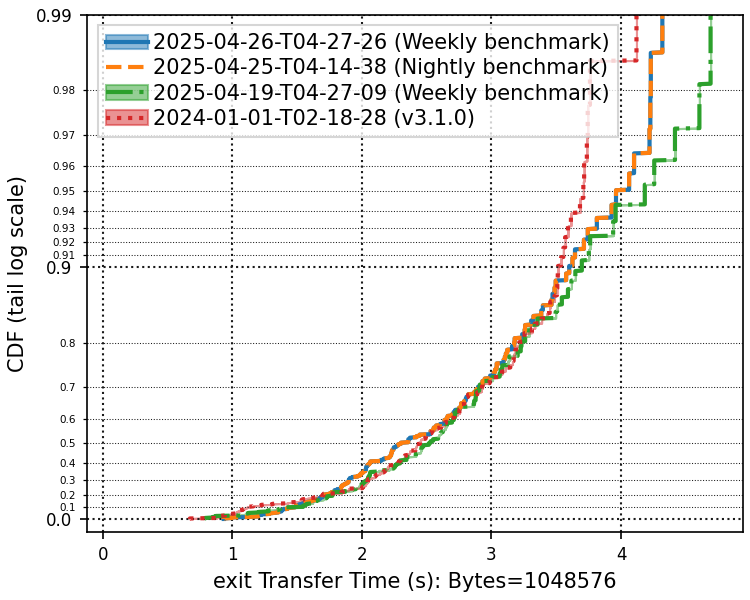 0.99
2025-04-26-T04-27-26 (Weekly benchmark)
2025-04-25-T04-14-38 (Nightly benchmark)
2025-04-19-T04-27-09 (Weekly benchmark)
2024-01-01-T02-18-28 (v3.1.0)
0.98
0.97
0.96
0.95
0.94
0.93
0.92
0.91
0.9
0.8
0.7
0.6
0.5
0.4
0.3
0.2
0.1
0.0
CDF (tail log scale)
0 1 2 3 4
exit Transfer Time (s): Bytes=1048576